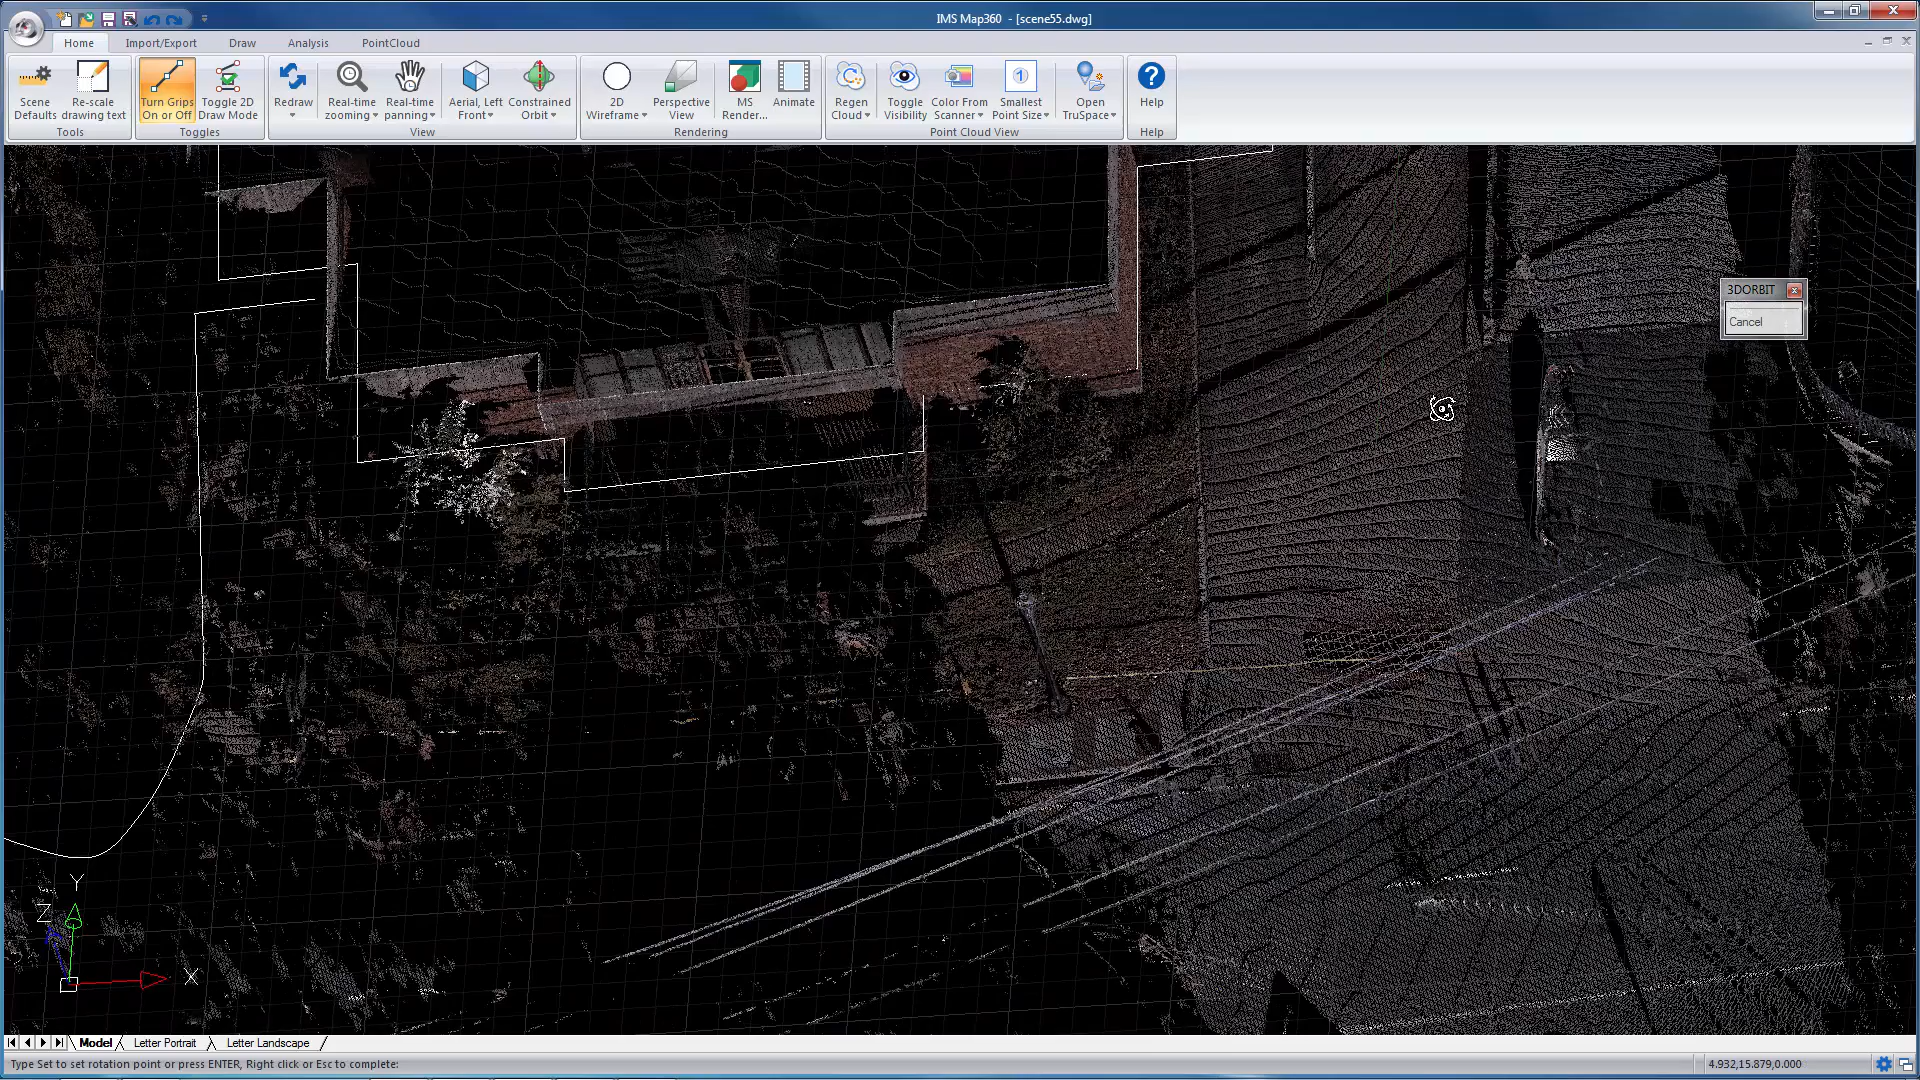 IMS Map360 - [scene55.dwg]
Home Import/Export Draw Analysis PointCloud
Scene Defaults
Re-scale drawing text
Tools
Turn Grips On or Off
Toggle 2D Draw Mode
Toggles
Redraw
Real-time zooming
Real-time panning
Aerial, Left Front
Constrained Orbit
View
2D Wireframe
Perspective View
MS Render...
Animate
Rendering
Regen Cloud
Toggle Visibility
Color From Scanner
1
Smallest Point Size
Point Cloud View
Open TruSpace
?
Help
Help
3DORBIT
Cancel
Y
Z
X
Model Letter Portrait Letter Landscape
Type Set to set rotation point or press ENTER, Right click or Esc to complete:
4.932,15.879,0.000